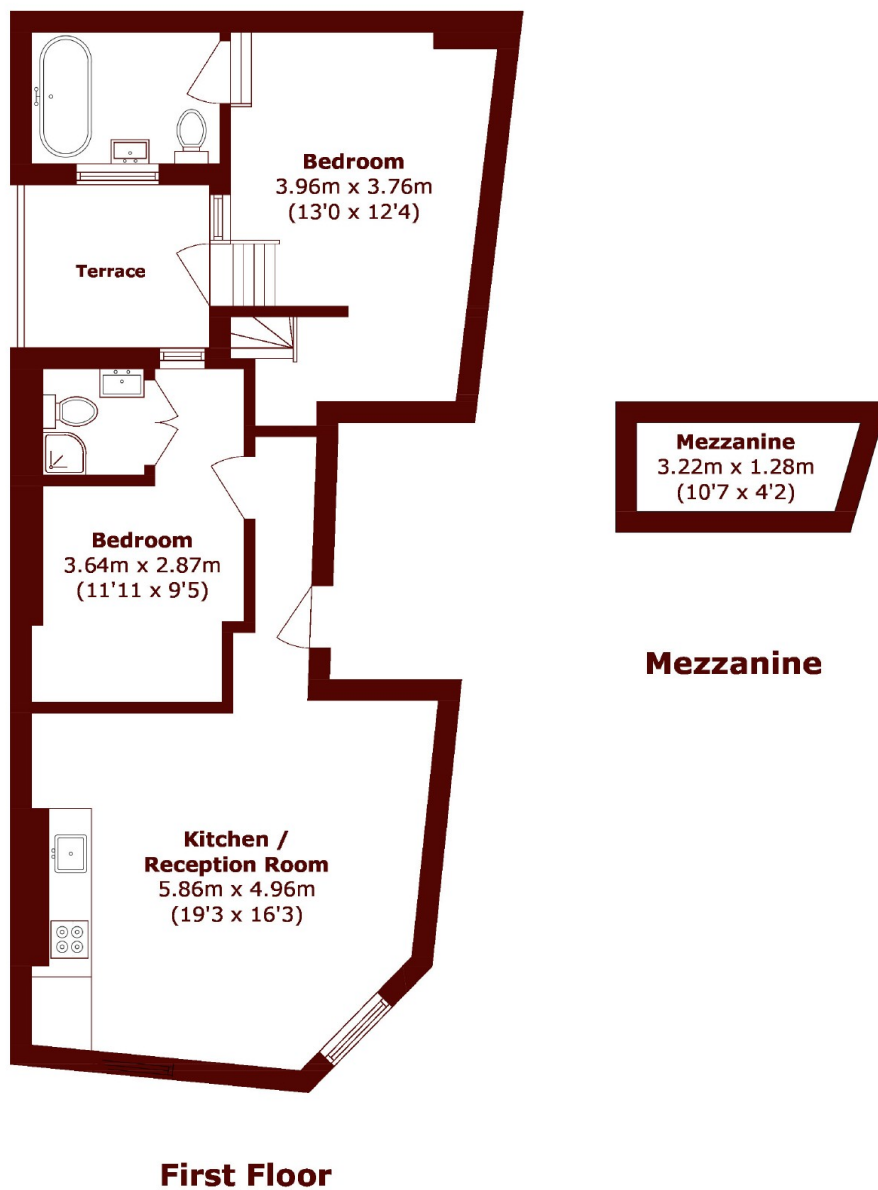 Bedroom
3.96m x 3.76m
(13'0 x 12'4)
Terrace
Bedroom
3.64m x 2.87m
(11'11 x 9'5)
Mezzanine
3.22m x 1.28m
(10'7 x 4'2)
Mezzanine
Kitchen /
Reception Room
5.86m x 4.96m
(19'3 x 16'3)
First Floor